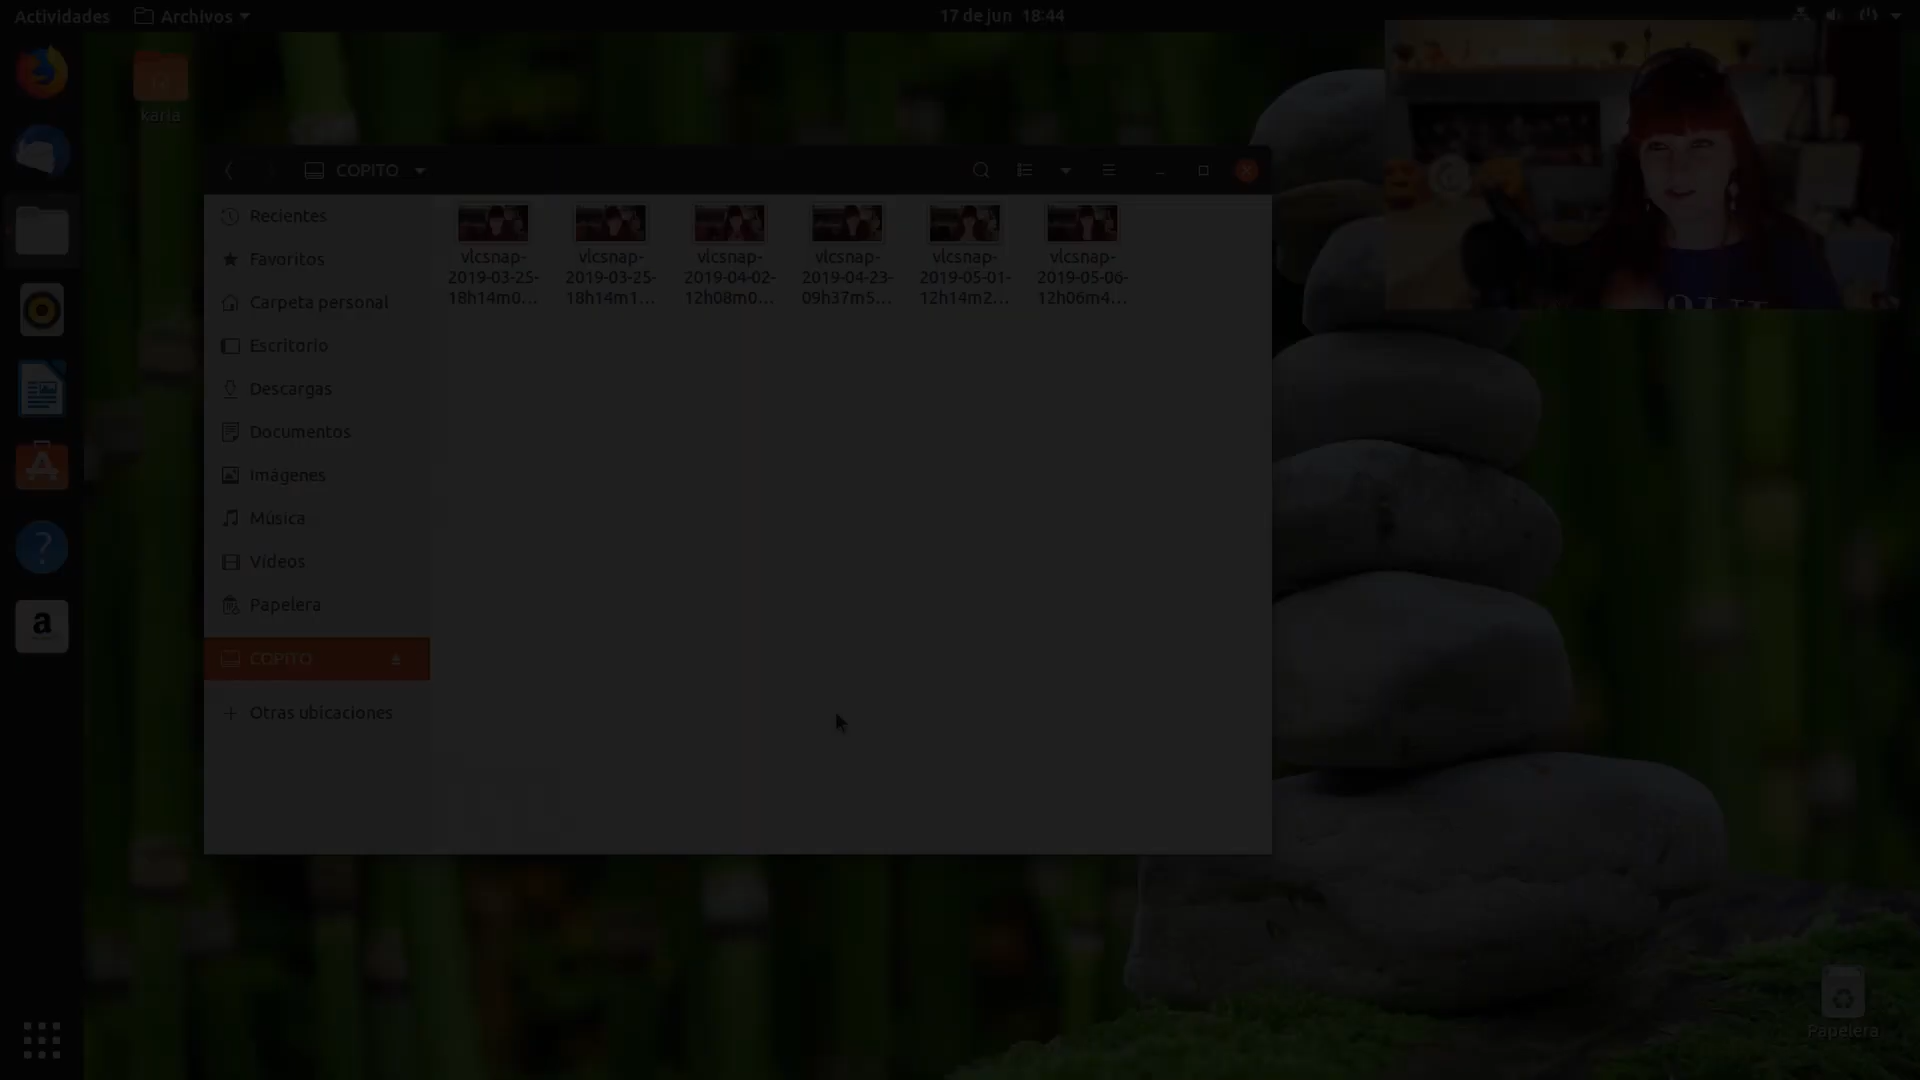 Actividades
Archivos
17 de jun 18:44
karla
COPITO
Recientes
Favoritos
Carpeta personal
Escritorio
Descargas
Documentos
Imágenes
Música
Vídeos
Papelera
COPITO
Otras ubicaciones
vlcsnap-
2019-03-25-
18h14m0...
vlcsnap-
2019-03-25-
18h14m1...
vlcsnap-
2019-04-02-
12h08m0...
vlcsnap-
2019-04-23-
09h37m5...
vlcsnap-
2019-05-01-
12h14m2...
vlcsnap-
2019-05-06-
12h06m4...
Papelera